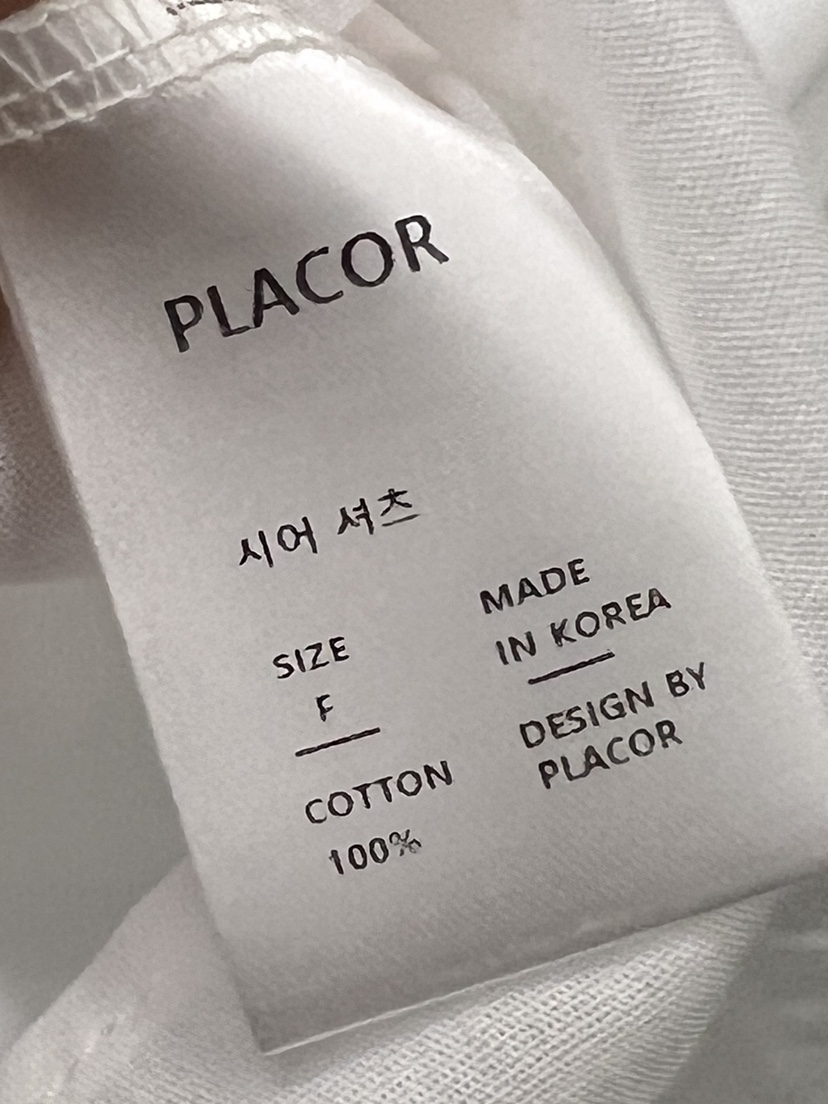 PLACOR
시어 셔츠
SIZE
F
COTTON
100%
MADE
IN KOREA
DESIGN BY
PLACOR